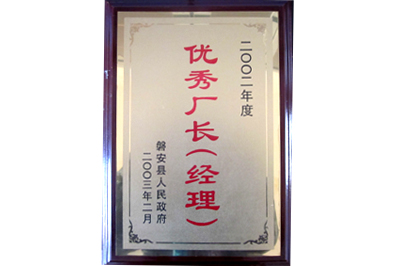 二〇〇二年度
优秀厂长(经理)
磐安县人民政府
二〇〇三年二月